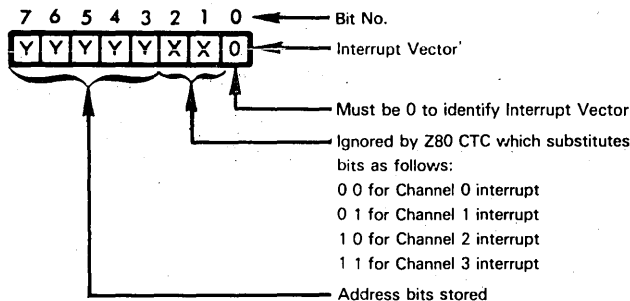 7 6 5 4 3 2 1 0 Bit No.
Y Y Y Y Y X X 0 Interrupt Vector'
Must be 0 to identify Interrupt Vector
Ignored by Z80 CTC which substitutes
bits as follows:
0 0 for Channel 0 interrupt
0 1 for Channel 1 interrupt
1 0 for Channel 2 interrupt
1 1 for Channel 3 interrupt
Address bits stored